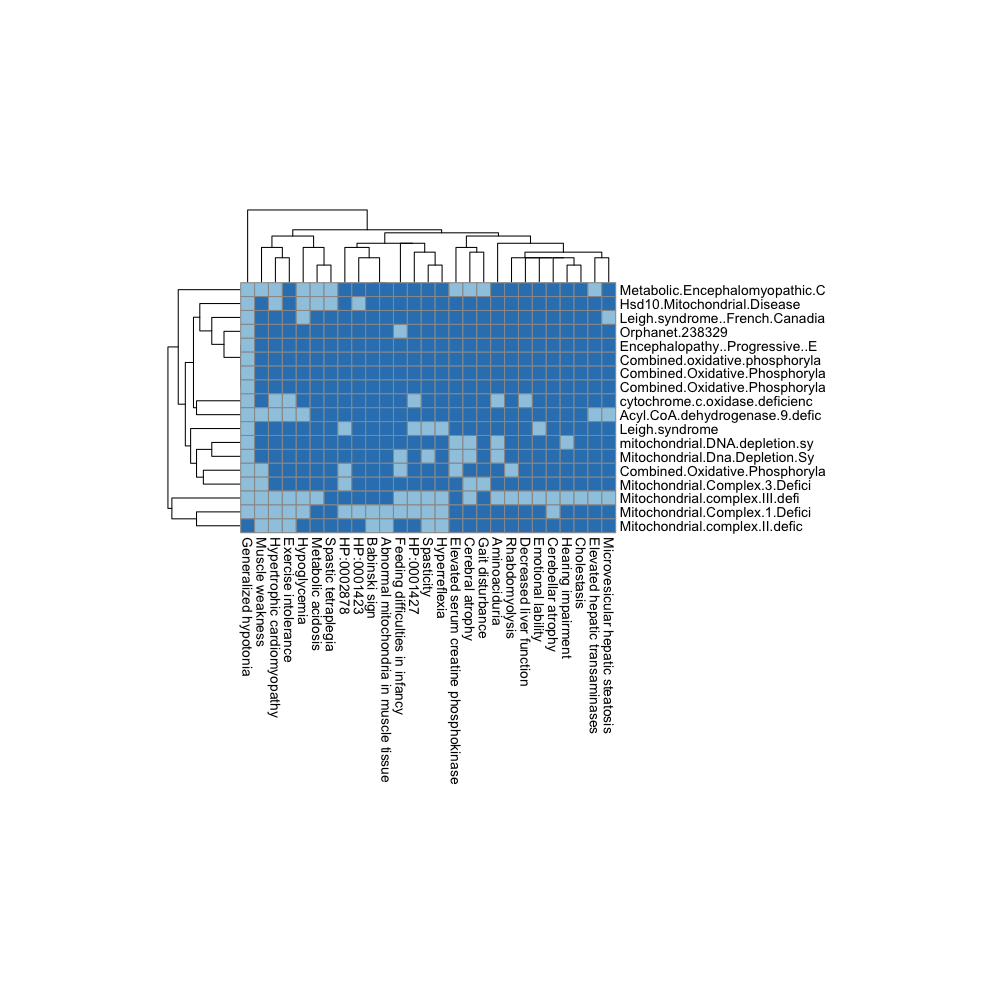 Metabolic.Encephalomyopathic.C
Hsd10.Mitochondrial.Disease
Leigh.syndrome..French.Canadia
Orphanet.238329
Encephalopathy..Progressive..E
Combined.oxidative.phosphoryla
Combined.Oxidative.Phosphoryla
Combined.Oxidative.Phosphoryla
cytochrome.c.oxidase.deficienc
Acyl.CoA.dehydrogenase.9.defic
Leigh.syndrome
mitochondrial.DNA.depletion.sy
Mitochondrial.Dna.Depletion.Sy
Combined.Oxidative.Phosphoryla
Mitochondrial.Complex.3.Defici
Mitochondrial.complex.III.defi
Mitochondrial.Complex.1.Defici
Mitochondrial.complex.II.defic
Generalized hypotonia
Muscle weakness
Hypertrophic cardiomyopathy
Exercise intolerance
Hypoglycemia
Metabolic acidosis
Spastic tetraplegia
HP:0002878
HP:0001423
Babinski sign
Abnormal mitochondria in muscle tissue
Feeding difficulties in infancy
HP:0001427
Spasticity
Hyperreflexia
Elevated serum creatine phosphokinase
Cerebral atrophy
Gait disturbance
Aminoaciduria
Rhabdomyolysis
Decreased liver function
Emotional lability
Cerebellar atrophy
Hearing impairment
Cholestasis
Elevated hepatic transaminases
Microvesicular hepatic steatosis